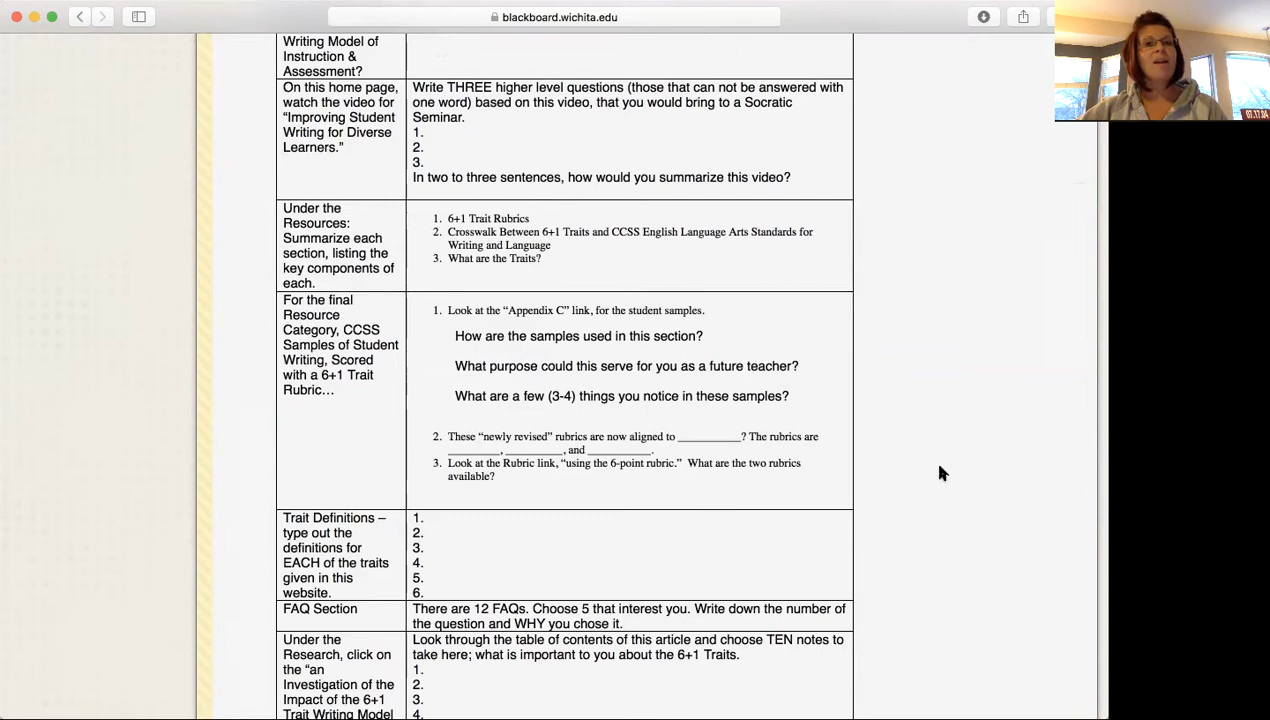 blackboard.wichita.edu
Writing Model of
Instruction &
Assessment?
On this home page,
watch the video for
“Improving Student
Writing for Diverse
Learners.”
Write THREE higher level questions (those that can not be answered with
one word) based on this video, that you would bring to a Socratic
Seminar.
1.
2.
3.
In two to three sentences, how would you summarize this video?
Under the
Resources:
Summarize each
section, listing the
key components of
each.
1. 6+1 Trait Rubrics
2. Crosswalk Between 6+1 Traits and CCSS English Language Arts Standards for
Writing and Language
3. What are the Traits?
For the final
Resource
Category, CCSS
Samples of Student
Writing, Scored
with a 6+1 Trait
Rubric…
1. Look at the “Appendix C” link, for the student samples.
How are the samples used in this section?
What purpose could this serve for you as a future teacher?
What are a few (3-4) things you notice in these samples?
2. These “newly revised” rubrics are now aligned to ___________? The rubrics are
_________, __________, and ___________.
3. Look at the Rubric link, “using the 6-point rubric.” What are the two rubrics
available?
Trait Definitions –
type out the
definitions for
EACH of the traits
given in this
website.
1.
2.
3.
4.
5.
6.
FAQ Section
There are 12 FAQs. Choose 5 that interest you. Write down the number of
the question and WHY you chose it.
Under the
Research, click on
the “an
Investigation of the
Impact of the 6+1
Trait Writing Model
Look through the table of contents of this article and choose TEN notes to
take here; what is important to you about the 6+1 Traits.
1.
2.
3.
4.
07.17.04